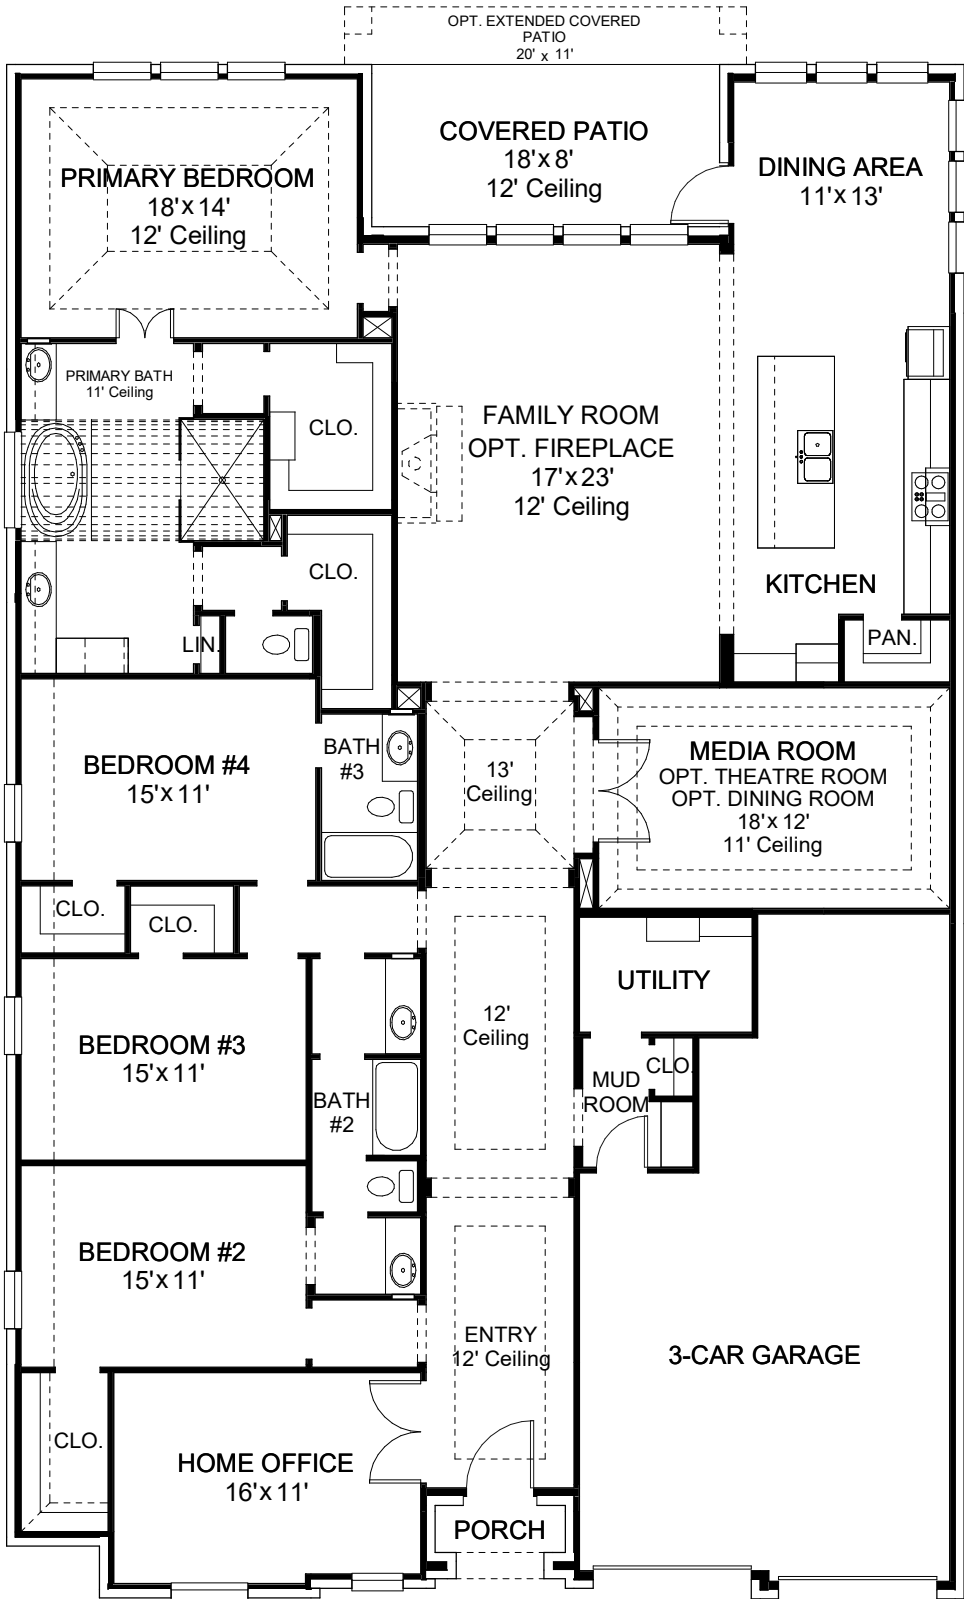 OPT. EXTENDED COVERED
PATIO
20' x 11'
COVERED PATIO
18'x 8'
12' Ceiling
PRIMARY BEDROOM
18'x 14'
12' Ceiling
DINING AREA
11'x 13'
PRIMARY BATH
11' Ceiling
CLO.
FAMILY ROOM
OPT. FIREPLACE
17'x 23'
12' Ceiling
CLO.
KITCHEN
LIN.
PAN.
BEDROOM #4
15'x 11'
BATH
#3
13'
Ceiling
MEDIA ROOM
OPT. THEATRE ROOM
OPT. DINING ROOM
18'x 12'
11' Ceiling
CLO.
CLO.
UTILITY
12'
Ceiling
BEDROOM #3
15'x 11'
BATH
#2
MUD
ROOM
CLO.
BEDROOM #2
15'x 11'
ENTRY
12' Ceiling
3-CAR GARAGE
CLO.
HOME OFFICE
16'x 11'
PORCH